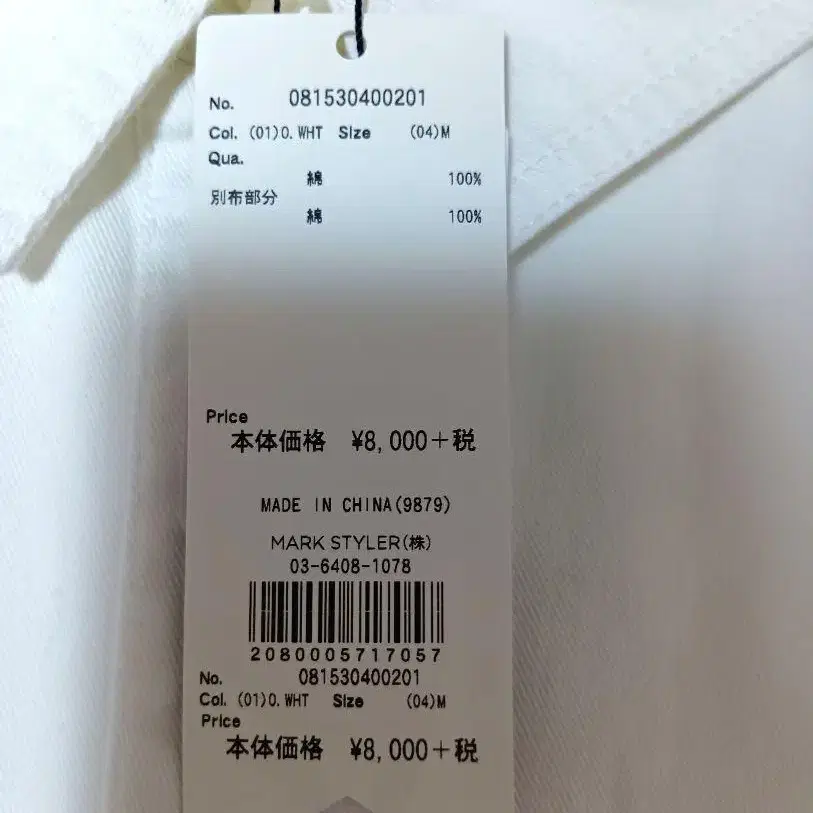 No. 081530400201
Col. (01)O.WHT Size (04)M
Qua.
綿 100%
別布部分
綿 100%
Price
本体価格 ¥8,000+税
MADE IN CHINA(9879)
MARK STYLER(株)
03-6408-1078
2080005717057
No. 081530400201
Col. (01)O.WHT Size (04)M
Price
本体価格 ¥8,000+税